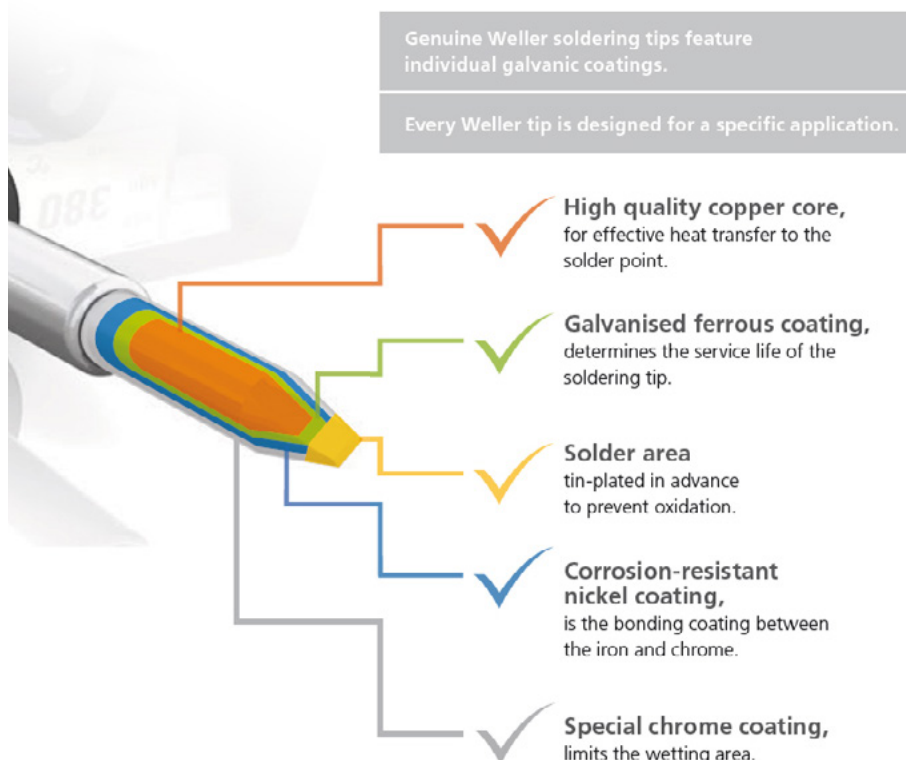 Genuine Weller soldering tips feature
individual galvanic coatings.
Every Weller tip is designed for a specific application.
380
High quality copper core,
for effective heat transfer to the
solder point.
Galvanised ferrous coating,
determines the service life of the
soldering tip.
Solder area
tin-plated in advance
to prevent oxidation.
Corrosion-resistant
nickel coating,
is the bonding coating between
the iron and chrome.
Special chrome coating,
limits the wetting area.